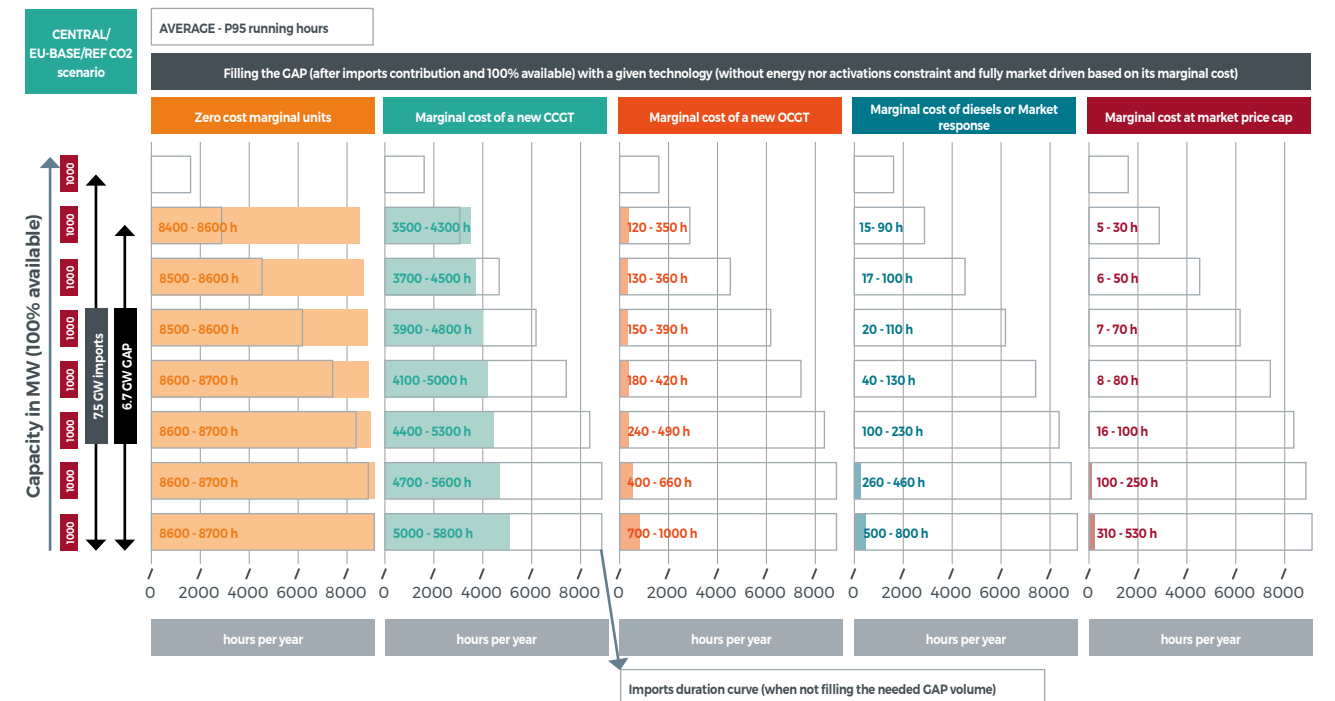 CENTRAL/
EU-BASE/REF CO2
scenario
AVERAGE - P95 running hours
Filling the GAP (after imports contribution and 100% available) with a given technology (without energy nor activations constraint and fully market driven based on its marginal cost)
Zero cost marginal units
Marginal cost of a new CCGT
Marginal cost of a new OCGT
Marginal cost of diesels or Market
response
Marginal cost at market price cap
Capacity in MW (100% available)
1000
1000
1000
1000
1000
1000
1000
1000
7.5 GW imports
6.7 GW GAP
8400 - 8600 h
3500 - 4300 h
120 - 350 h
15- 90 h
5 - 30 h
8500 - 8600 h
3700 - 4500 h
130 - 360 h
17 - 100 h
6 - 50 h
8500 - 8600 h
3900 - 4800 h
150 - 390 h
20 - 110 h
7 - 70 h
8600 - 8700 h
4100 -5000 h
180 - 420 h
40 - 130 h
8 - 80 h
8600 - 8700 h
4400 - 5300 h
240 - 490 h
100 - 230 h
16 - 100 h
8600 - 8700 h
4700 - 5600 h
400 - 660 h
260 - 460 h
100 - 250 h
8600 - 8700 h
5000 - 5800 h
700 - 1000 h
500 - 800 h
310 - 530 h
0 2000 4000 6000 8000
0 2000 4000 6000 8000
0 2000 4000 6000 8000
0 2000 4000 6000 8000
0 2000 4000 6000 8000
hours per year
hours per year
hours per year
hours per year
hours per year
Imports duration curve (when not filling the needed GAP volume)